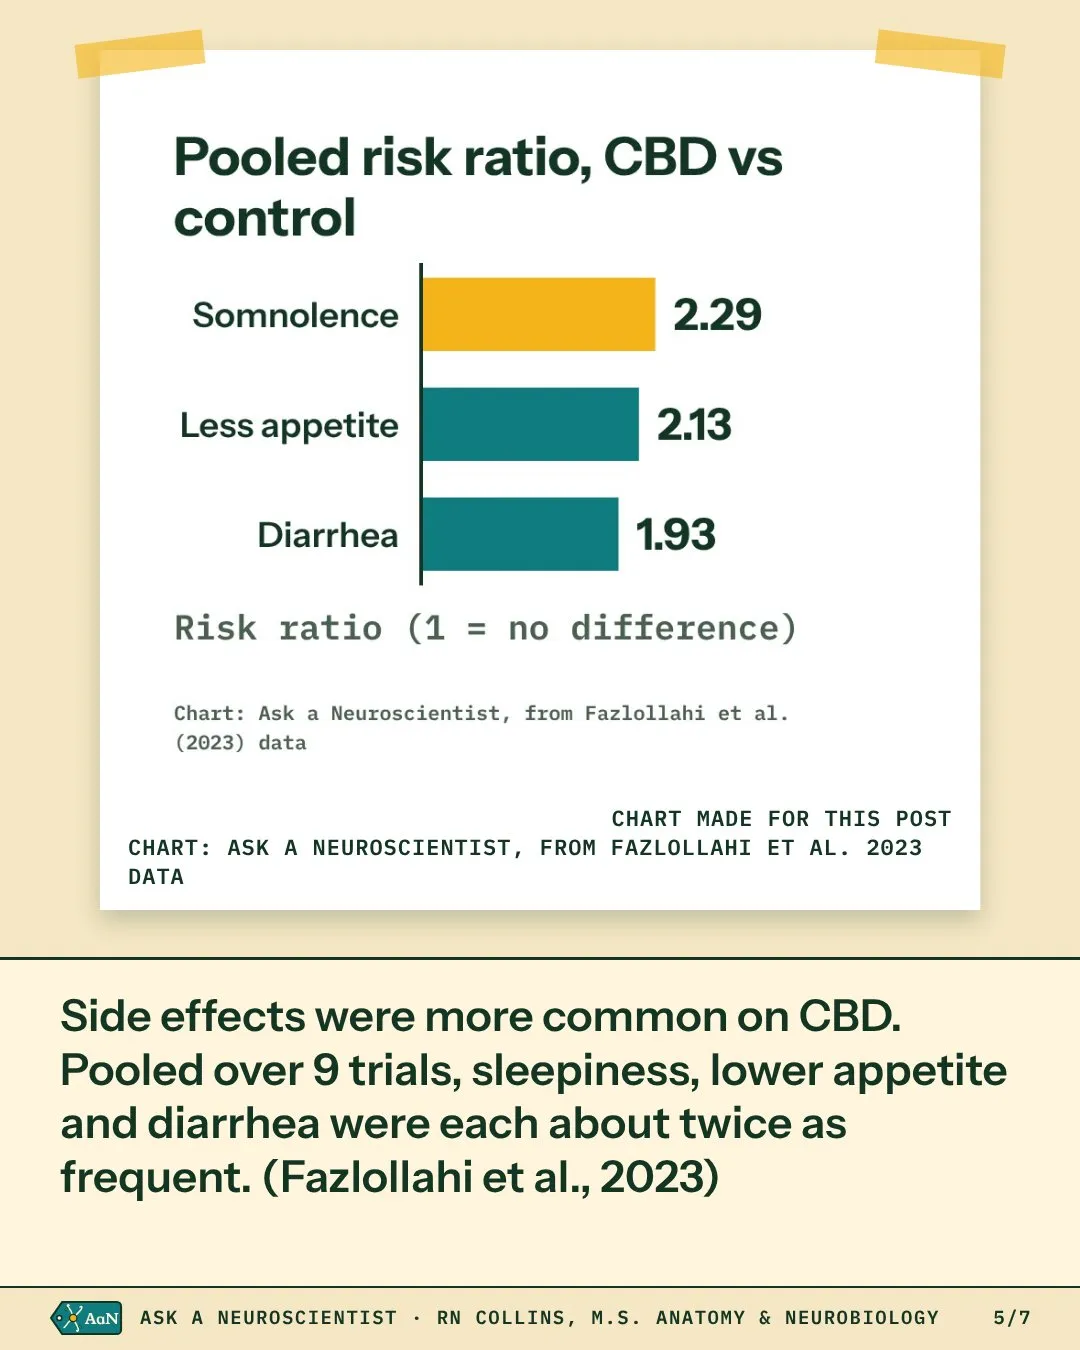 Pooled risk ratio, CBD vs
control
Somnolence 2.29
Less appetite 2.13
Diarrhea 1.93
Risk ratio (1 = no difference)
Chart: Ask a Neuroscientist, from Fazlollahi et al.
(2023) data
CHART MADE FOR THIS POST
CHART: ASK A NEUROSCIENTIST, FROM FAZLOLLAHI ET AL. 2023
DATA
Side effects were more common on CBD.
Pooled over 9 trials, sleepiness, lower appetite
and diarrhea were each about twice as
frequent. (Fazlollahi et al., 2023)
AaN ASK A NEUROSCIENTIST · RN COLLINS, M.S. ANATOMY & NEUROBIOLOGY 5/7